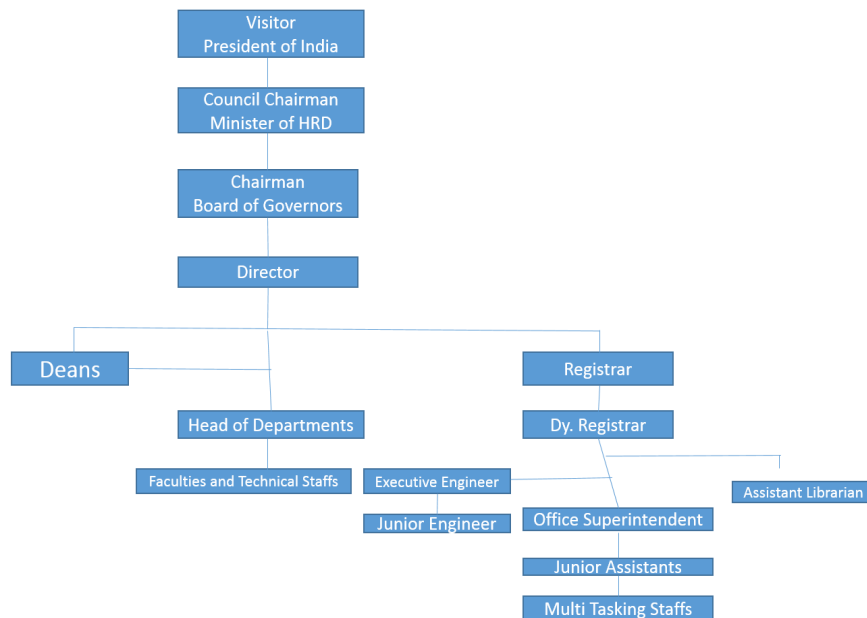 Visitor
President of India
Council Chairman
Minister of HRD
Chairman
Board of Governors
Director
Deans
Registrar
Head of Departments
Dy. Registrar
Faculties and Technical Staffs
Executive Engineer
Assistant Librarian
Junior Engineer
Office Superintendent
Junior Assistants
Multi Tasking Staffs